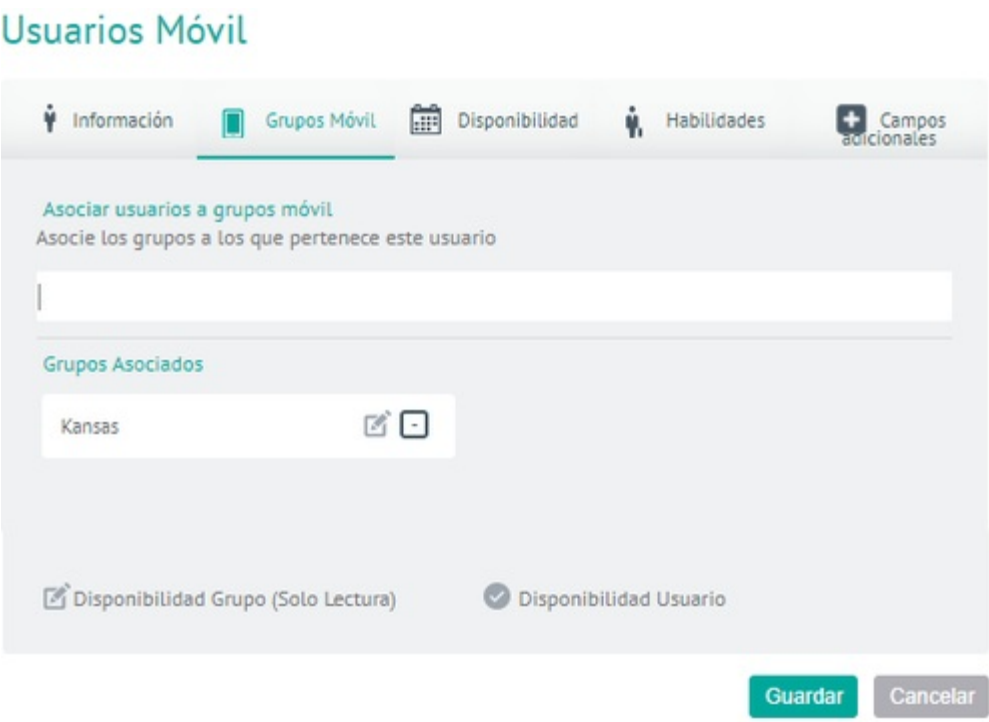 Usuarios Móvil
Información
Grupos Móvil
Disponibilidad
Habilidades
Campos
adicionales
Asociar usuarios a grupos móvil
Asocie los grupos a los que pertenece este usuario
Grupos Asociados
Kansas
Disponibilidad Grupo (Solo Lectura)
Disponibilidad Usuario
Guardar
Cancelar